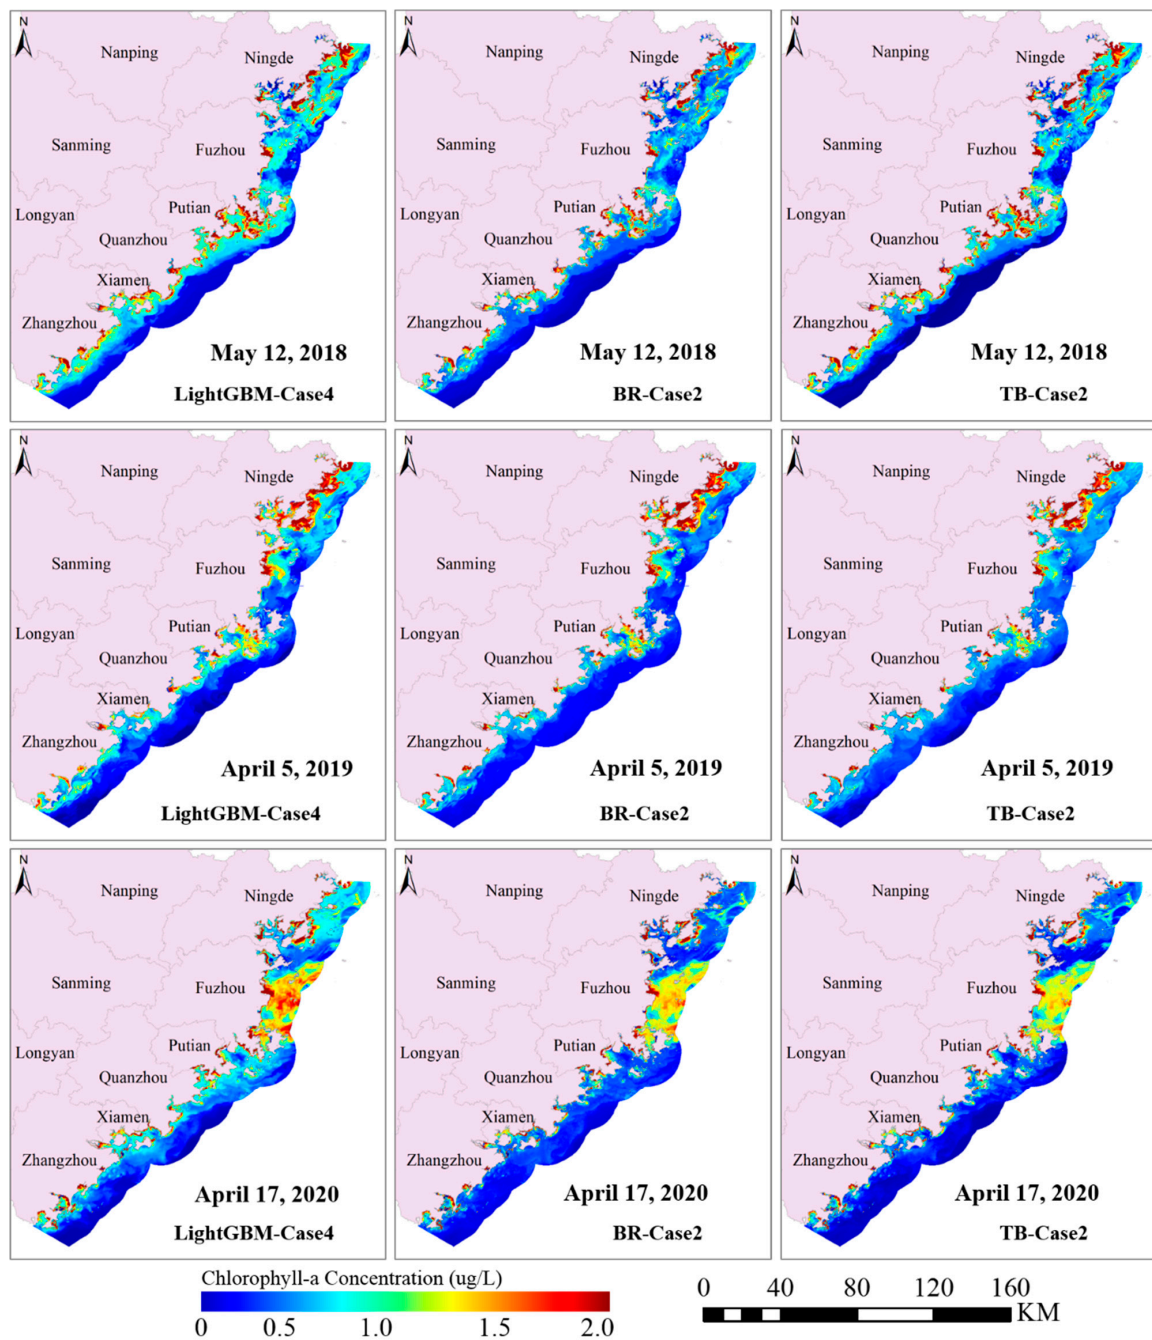 N
Nanping
Ningde
Sanming
Fuzhou
Longyan
Putian
Quanzhou
Xiamen
Zhangzhou
May 12, 2018
LightGBM-Case4
N
Nanping
Ningde
Sanming
Fuzhou
Longyan
Putian
Quanzhou
Xiamen
Zhangzhou
May 12, 2018
BR-Case2
N
Nanping
Ningde
Sanming
Fuzhou
Longyan
Putian
Quanzhou
Xiamen
Zhangzhou
May 12, 2018
TB-Case2
N
Nanping
Ningde
Sanming
Fuzhou
Longyan
Putian
Quanzhou
Xiamen
Zhangzhou
April 5, 2019
LightGBM-Case4
N
Nanping
Ningde
Sanming
Fuzhou
Longyan
Putian
Quanzhou
Xiamen
Zhangzhou
April 5, 2019
BR-Case2
N
Nanping
Ningde
Sanming
Fuzhou
Longyan
Putian
Quanzhou
Xiamen
Zhangzhou
April 5, 2019
TB-Case2
N
Nanping
Ningde
Sanming
Fuzhou
Longyan
Putian
Quanzhou
Xiamen
Zhangzhou
April 17, 2020
LightGBM-Case4
N
Nanping
Ningde
Sanming
Fuzhou
Longyan
Putian
Quanzhou
Xiamen
Zhangzhou
April 17, 2020
BR-Case2
N
Nanping
Ningde
Sanming
Fuzhou
Longyan
Putian
Quanzhou
Xiamen
Zhangzhou
April 17, 2020
TB-Case2
Chlorophyll-a Concentration (ug/L)
0 0.5 1.0 1.5 2.0
0 40 80 120 160
KM